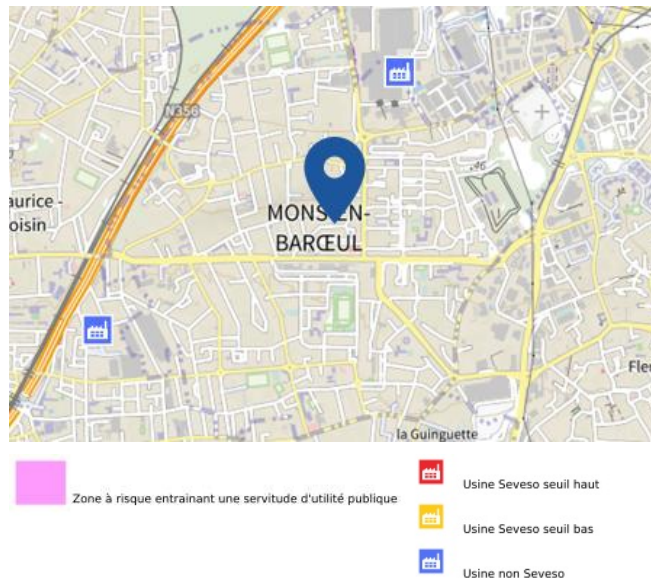 N356
MONS-EN-
BARŒUL
aurice -
oisin
Fle
la Guinguette
Zone à risque entrainant une servitude d'utilité publique
Usine Seveso seuil haut
Usine Seveso seuil bas
Usine non Seveso